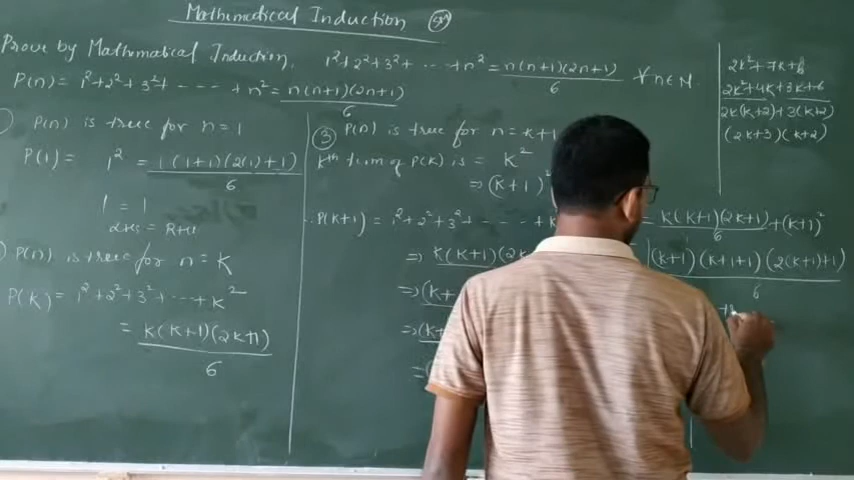 Mathematical Induction
Prove by Mathematical Induction. 1²+2²+3²+ ··· +n² = n(n+1)(2n+1)/6 ∀ n ∈ N.
P(n) = 1²+2²+3²+ ---- + n² = n(n+1)(2n+1)/6
P(n) is true for n=1
P(1) = 1² = 1(1+1)(2(1)+1)/6
1 = 1
LHS = RHS
P(n) is true for n=K
P(K) = 1²+2²+3²+ ··· +K²
= K(K+1)(2K+1)/6
③ P(n) is true for n=K+1
Kth term of P(K) is = K²
⇒ (K+1)²
∴ P(K+1) = 1²+2²+3²+ ---- + K
= K(K+1)(2K+1)/6 + (K+1)²
⇒ K(K+1)(2K
(K+1)(K+1+1)(2(K+1)+1)/6
⇒ (K+
⇒ (K+
2K²+7K+6
2K²+4K+3K+6
2K(K+2)+3(K+2)
(2K+3)(K+2)